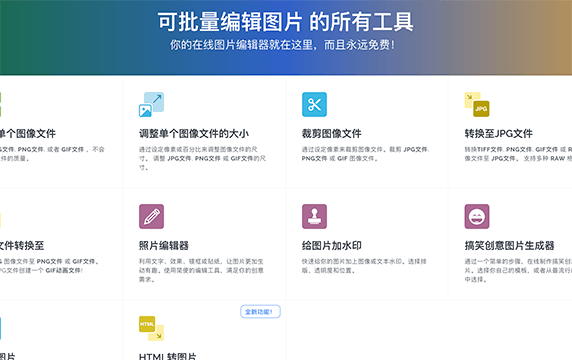 可批量编辑图片 的所有工具
你的在线图片编辑器就在这里，而且永远免费！
单个图像文件
文件. PNG文件. 或者 GIF文件 ，不会
件的质量。
调整单个图像文件的大小
通过设定像素或百分比来调整图像文件的尺
寸。 调整 JPG文件. PNG文件 或 GIF文件的尺
寸。
裁剪图像文件
通过设定像素来裁剪图像文件。裁剪 JPG文件.
PNG文件 或 GIF 图像文件。
JPG
转换至JPG文件
转换TIFF文件. PNG文件. GIF文件 或 R
像文件至 JPG文件。 支持多种 RAW 格
文件转换至
图像文件至 PNG文件 或 GIF文件。
JPG文件创建一个 GIF动画文件!
照片编辑器
利用文字、效果、镜框或贴纸，让图片更加生
动有趣。使用简便的编辑工具，满足你的创意
需求。
给图片加水印
快速给你的图片加上图像或文本水印。选择排
版、透明度和位置。
搞笑创意图片生成器
通过一个简单的步骤，在线制作搞笑创意
片。选择你自己的模板，或者从最流行的
中选择。
全新功能！
图片
HTML
HTML转图片